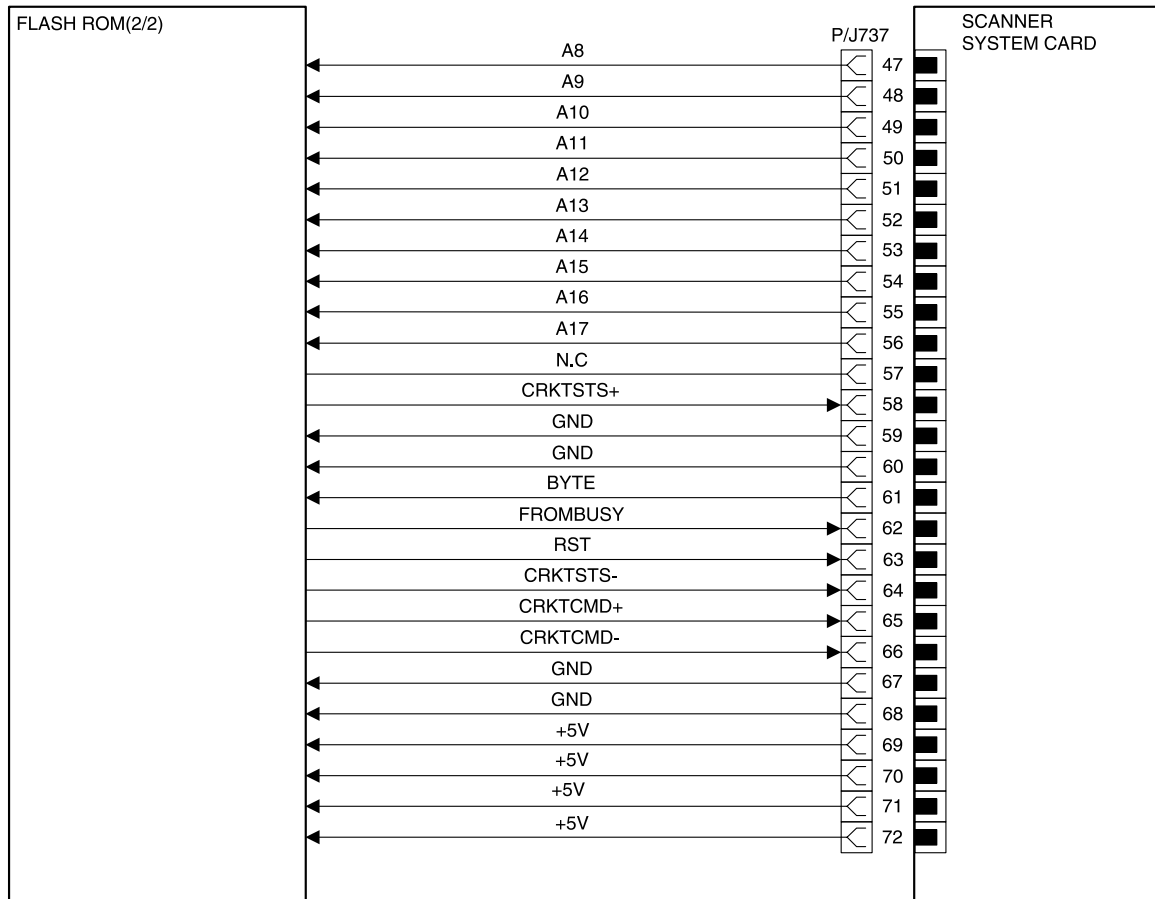 FLASH ROM(2/2)
SCANNER
SYSTEM CARD
P/J737
A8 47
A9 48
A10 49
A11 50
A12 51
A13 52
A14 53
A15 54
A16 55
A17 56
N.C 57
CRKTSTS+ 58
GND 59
GND 60
BYTE 61
FROMBUSY 62
RST 63
CRKTSTS- 64
CRKTCMD+ 65
CRKTCMD- 66
GND 67
GND 68
+5V 69
+5V 70
+5V 71
+5V 72